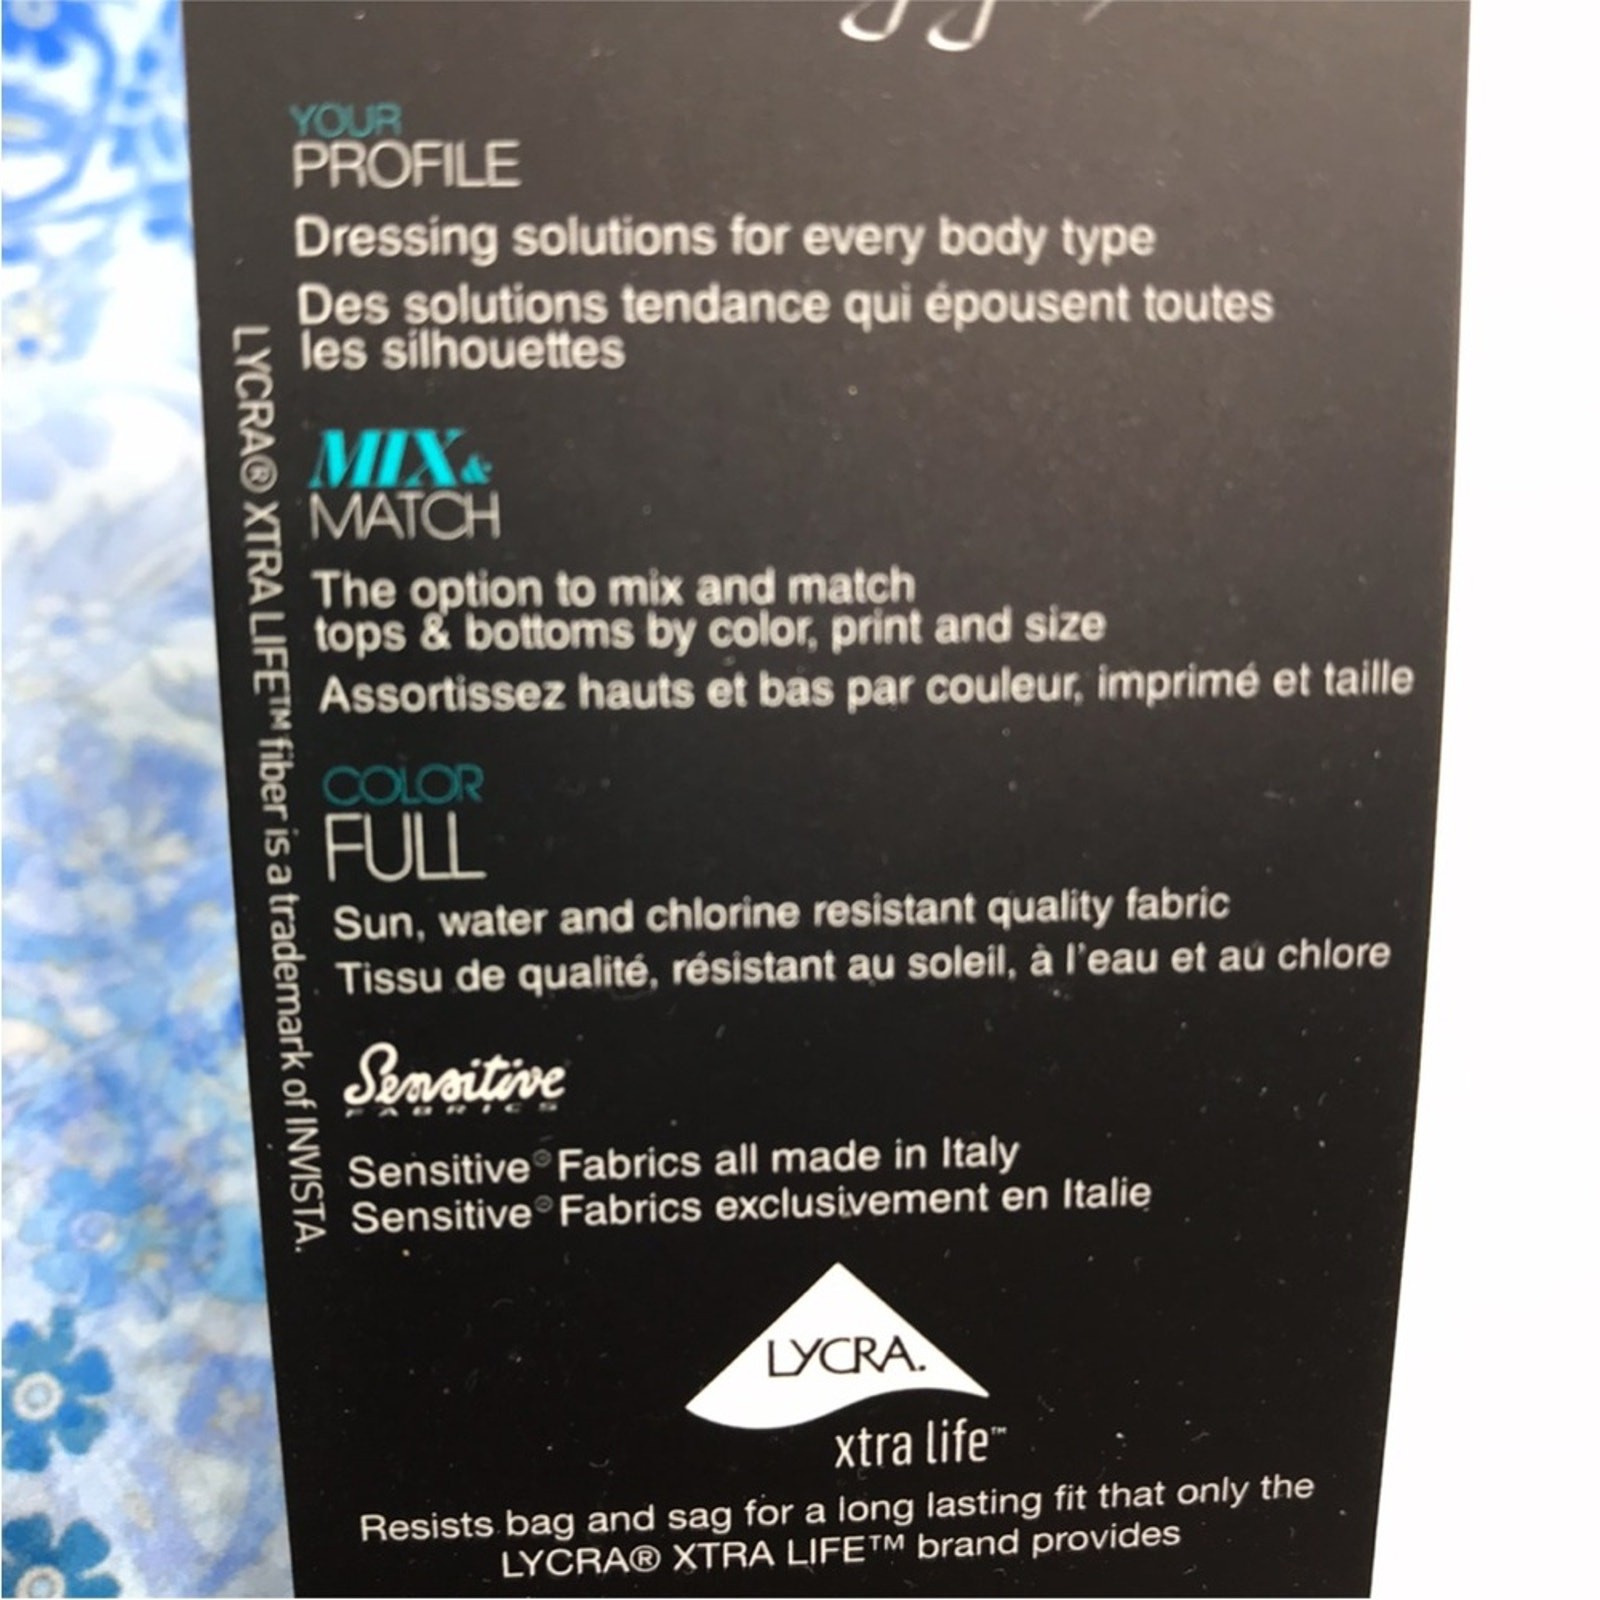 YOUR
PROFILE
Dressing solutions for every body type
Des solutions tendance qui épousent toutes
les silhouettes
MIX &
MATCH
The option to mix and match
tops & bottoms by color, print and size
Assortissez hauts et bas par couleur, imprimé et taille
COLOR
FULL
Sun, water and chlorine resistant quality fabric
Tissu de qualité, résistant au soleil, à l'eau et au chlore
Sensitive
FABRICS
Sensitive® Fabrics all made in Italy
Sensitive® Fabrics exclusivement en Italie
LYCRA.
xtra life™
Resists bag and sag for a long lasting fit that only the
LYCRA® XTRA LIFE™ brand provides
LYCRA® XTRA LIFE™ fiber is a trademark of INVISTA.